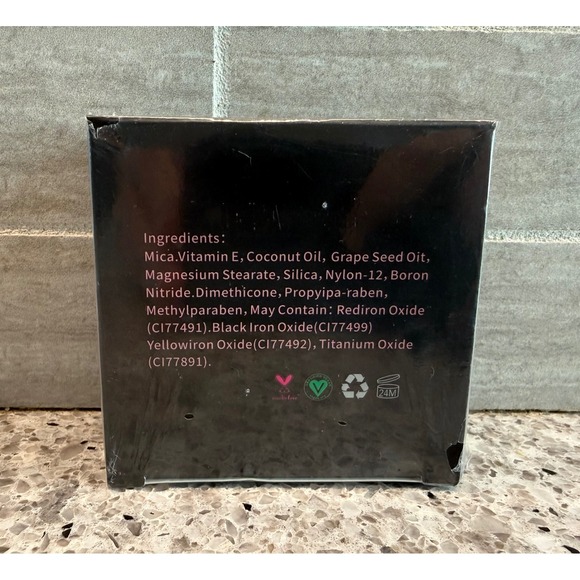 Ingredients:
Mica.Vitamin E, Coconut Oil, Grape Seed Oit,
Magnesium Stearate, Silica, Nylon-12, Boron
Nitride.Dimethicone, Propyipa-raben,
Methylparaben, May Contain: Rediron Oxide
(CI77491).Black Iron Oxide(CI77499)
Yellowiron Oxide(CI77492), Titanium Oxide
(CI77891).
24M